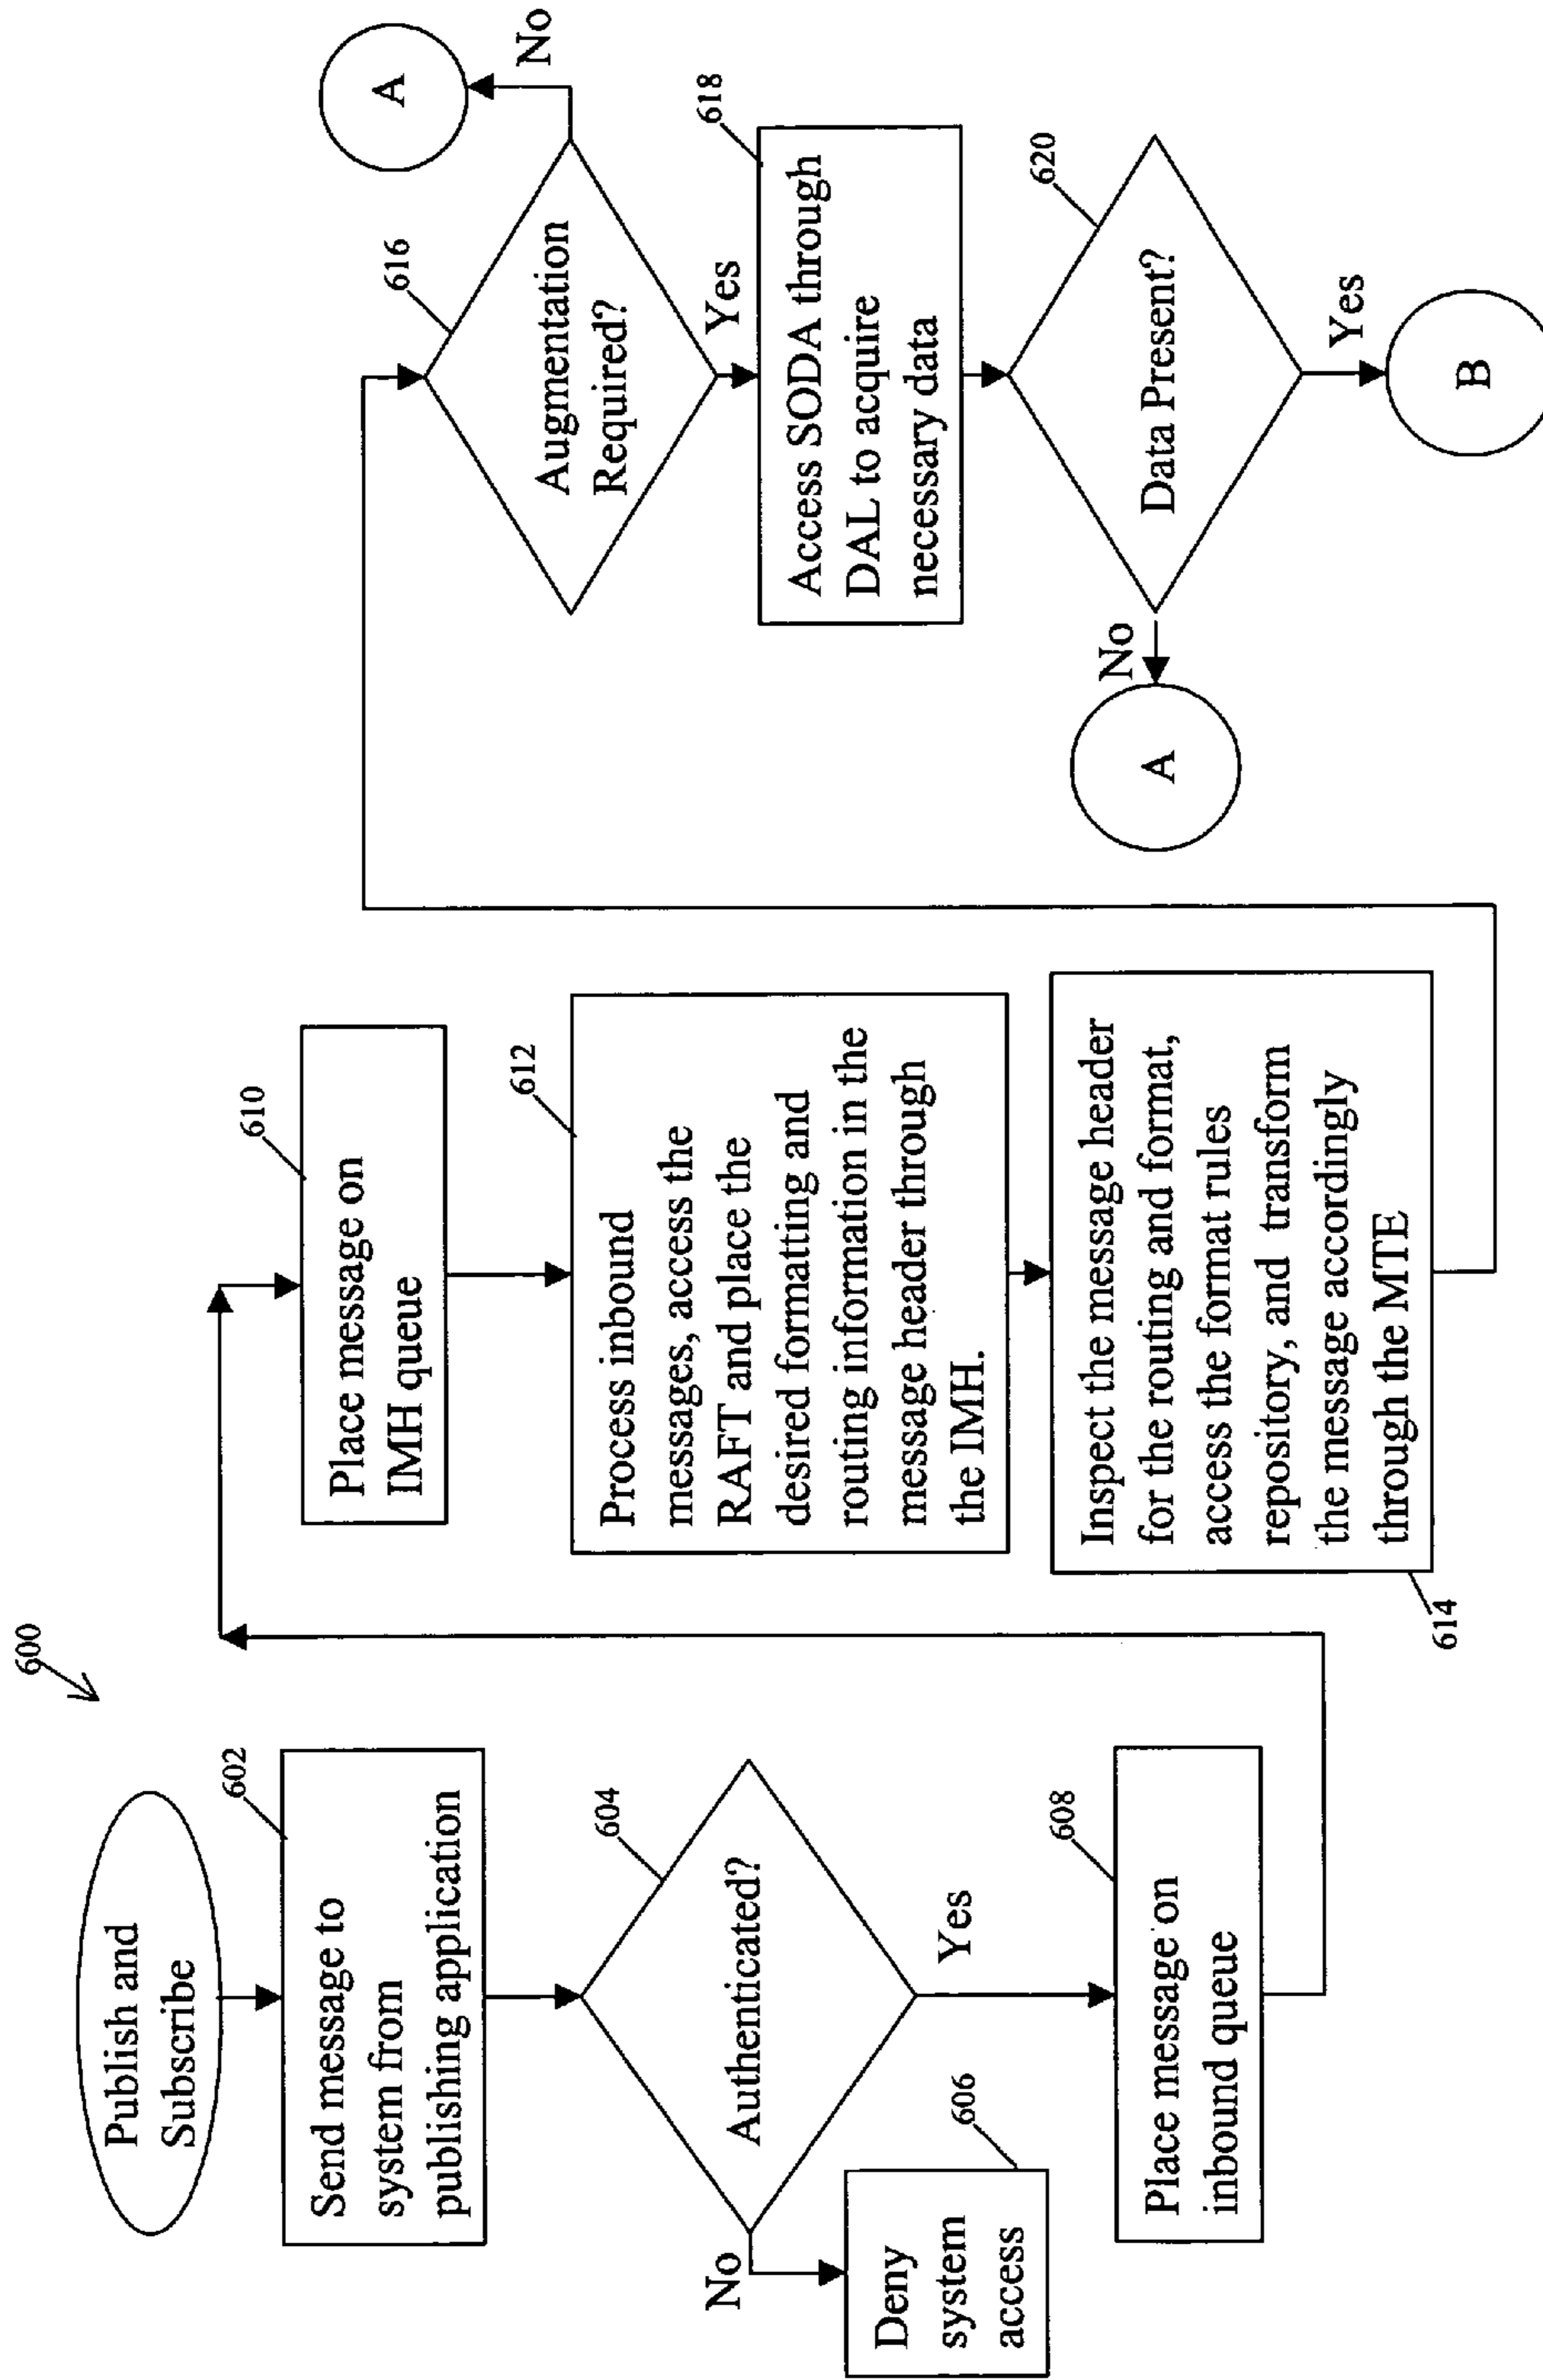 600
Publish and
Subscribe
602
Send message to
system from
publishing application
604
Authenticated?
No
606
Deny
system
access
Yes
608
Place message on
inbound queue
610
Place message on
IMH queue
612
Process inbound
messages, access the
RAFT and place the
desired formatting and
routing information in the
message header through
the IMH.
Inspect the message header
for the routing and format,
access the format rules
repository, and transform
the message accordingly
through the MTE
614
616
Augmentation
Required?
No
A
Yes
618
Access SODA through
DAL to acquire
necessary data
620
Data Present?
No
A
Yes
B